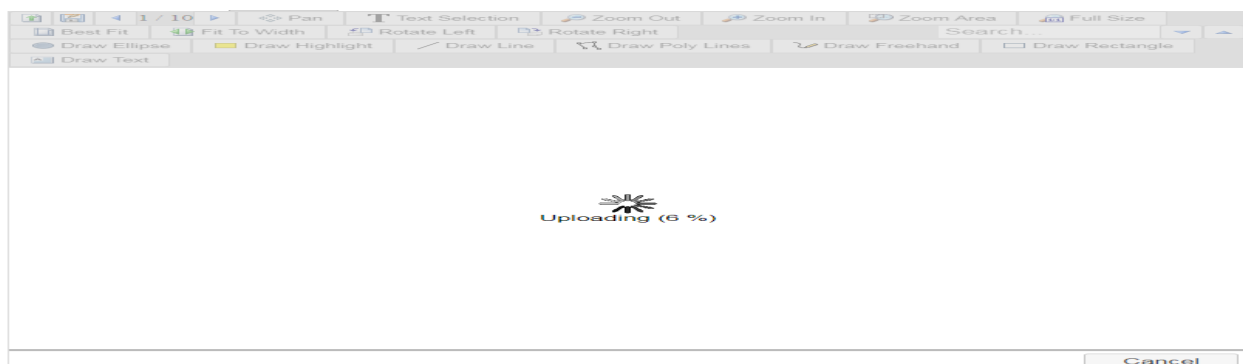 1 / 10 Pan Text Selection Zoom Out Zoom In Zoom Area Full Size
Best Fit Fit To Width Rotate Left Rotate Right Search...
Draw Ellipse Draw Highlight Draw Line Draw Poly Lines Draw Freehand Draw Rectangle
Draw Text
Uploading (6 %)
Cancel